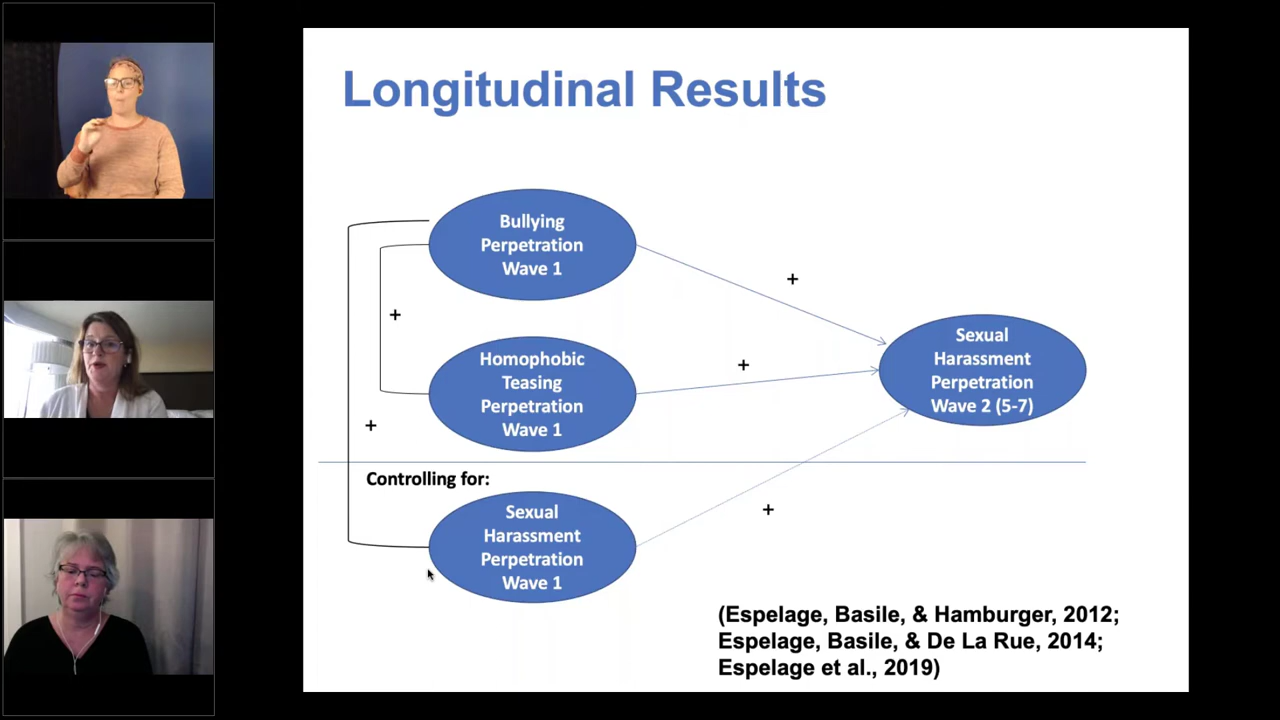 Longitudinal Results
Bullying
Perpetration
Wave 1
+
+
Homophobic
Teasing
Perpetration
Wave 1
+
Sexual
Harassment
Perpetration
Wave 2 (5-7)
+
Controlling for:
Sexual
Harassment
Perpetration
Wave 1
+
(Espelage, Basile, & Hamburger, 2012;
Espelage, Basile, & De La Rue, 2014;
Espelage et al., 2019)